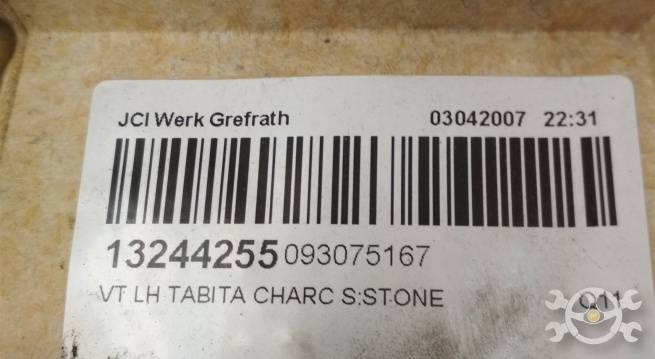 JCI Werk Grefrath 03042007 22:31
13244255 093075167
VT LH TABITA CHARC S:STONE